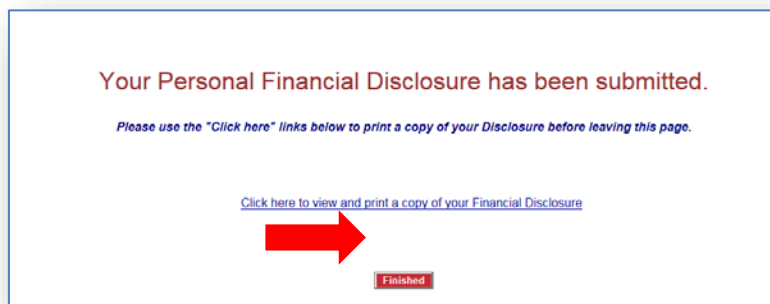 Your Personal Financial Disclosure has been submitted.
Please use the "Click here" links below to print a copy of your Disclosure before leaving this page.
Click here to view and print a copy of your Financial Disclosure
Finished